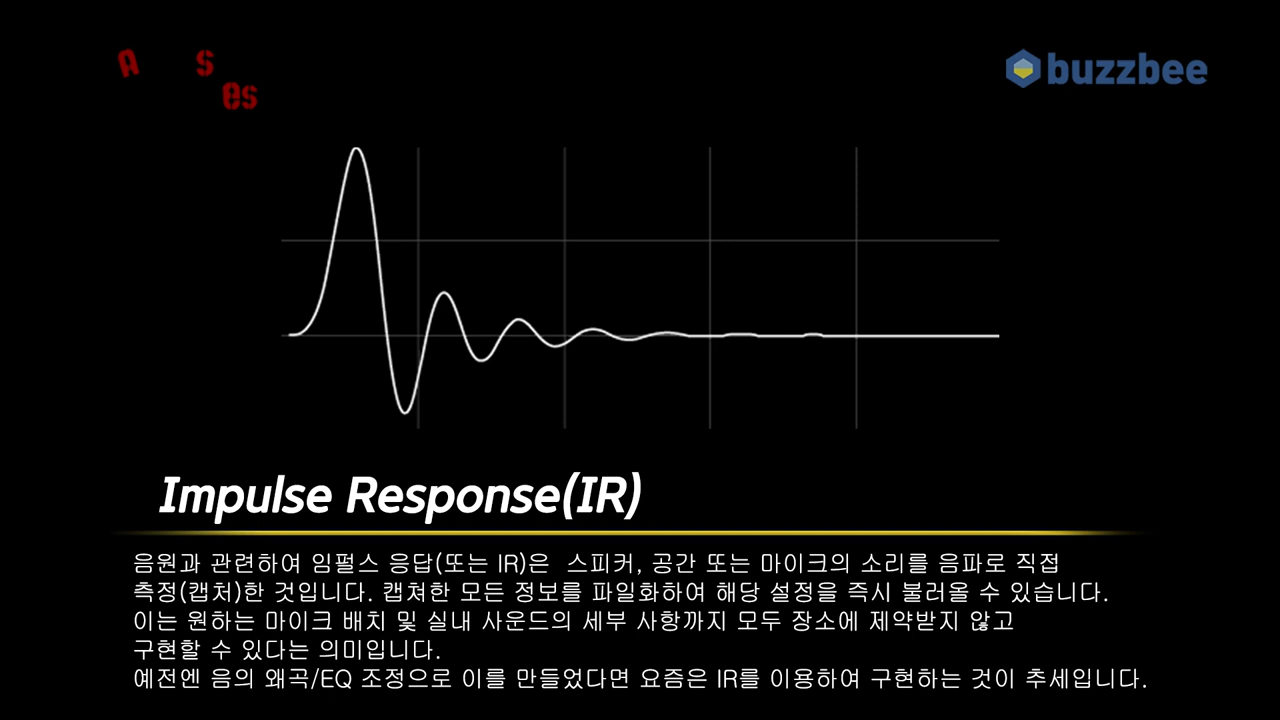 buzzbee
Impulse Response(IR)
음원과 관련하여 임펄스 응답(또는 IR)은 스피커, 공간 또는 마이크의 소리를 음파로 직접
측정(캡처)한 것입니다. 캡쳐한 모든 정보를 파일화하여 해당 설정을 즉시 불러올 수 있습니다.
이는 원하는 마이크 배치 및 실내 사운드의 세부 사항까지 모두 장소에 제약받지 않고
구현할 수 있다는 의미입니다.
예전엔 음의 왜곡/EQ 조정으로 이를 만들었다면 요즘은 IR를 이용하여 구현하는 것이 추세입니다.